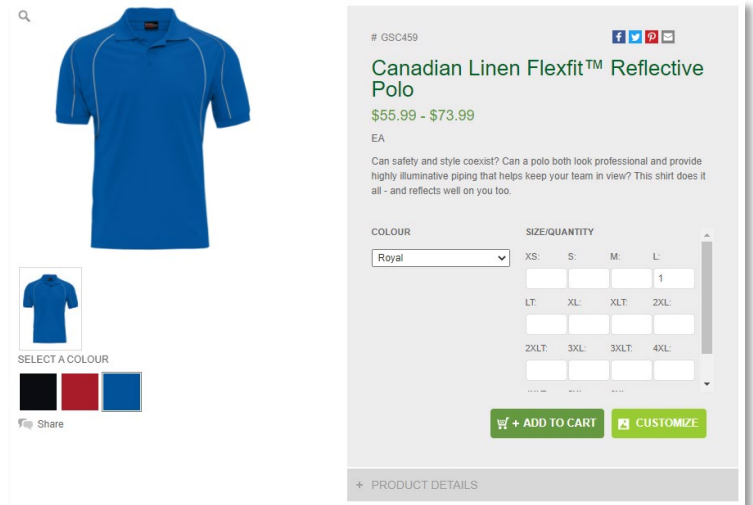 # GSC459
Canadian Linen Flexfit™ Reflective
Polo
$55.99 - $73.99
EA
Can safety and style coexist? Can a polo both look professional and provide
highly illuminative piping that helps keep your team in view? This shirt does it
all - and reflects well on you too.
COLOUR
SIZE/QUANTITY
Royal
XS: S: M: L:
1
LT: XL: XLT: 2XL:
2XLT: 3XL: 3XLT: 4XL:
SELECT A COLOUR
Share
+ ADD TO CART
CUSTOMIZE
+ PRODUCT DETAILS